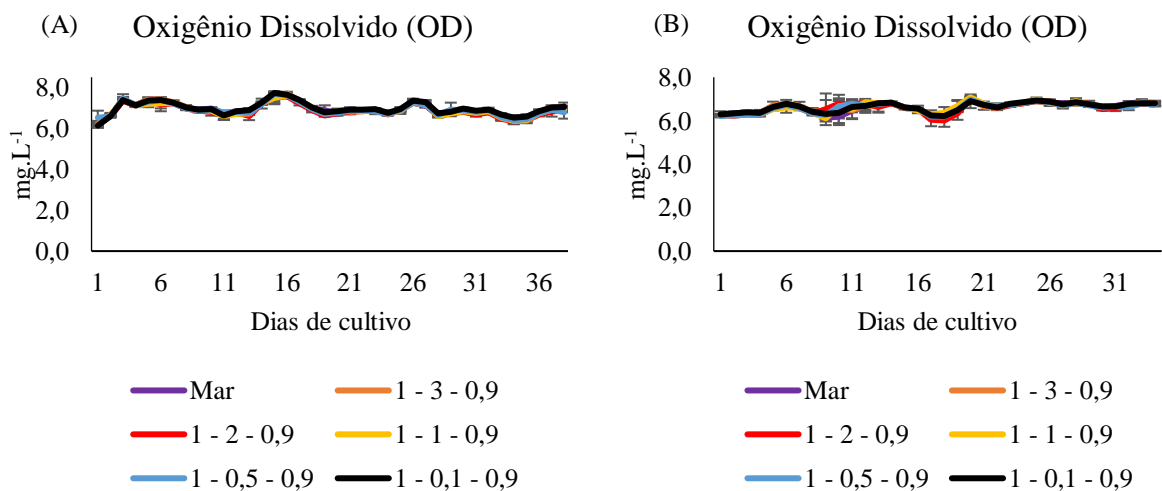 (A) Oxigênio Dissolvido (OD)
8,0
6,0
4,0
2,0
0,0
mg.L-1
1 6 11 16 21 26 31 36
Dias de cultivo
Mar 1 - 3 - 0,9
1 - 2 - 0,9 1 - 1 - 0,9
1 - 0,5 - 0,9 1 - 0,1 - 0,9
(B) Oxigênio Dissolvido (OD)
8,0
6,0
4,0
2,0
0,0
mg.L-1
1 6 11 16 21 26 31
Dias de cultivo
Mar 1 - 3 - 0,9
1 - 2 - 0,9 1 - 1 - 0,9
1 - 0,5 - 0,9 1 - 0,1 - 0,9